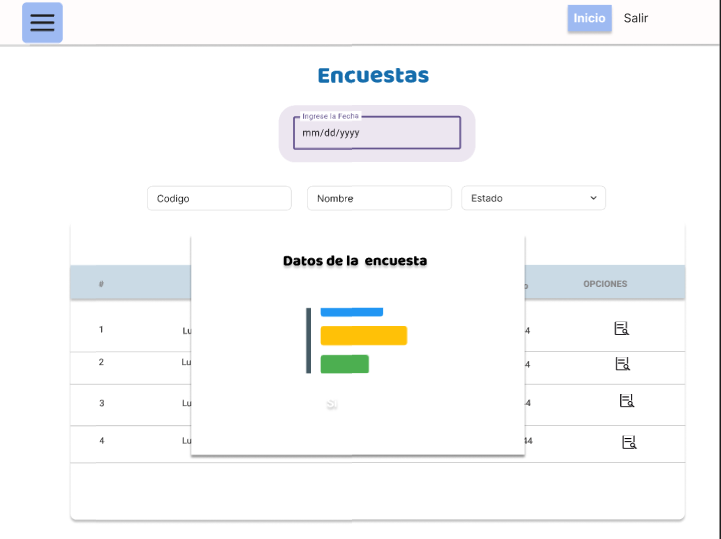 Inicio Salir
Encuestas
Ingrese la Fecha
mm/dd/yyyy
Codigo Nombre Estado
Datos de la encuesta
# OPCIONES
1 Lu 4
2 Lu 4
3 Lu 44
4 Lu 44
SI